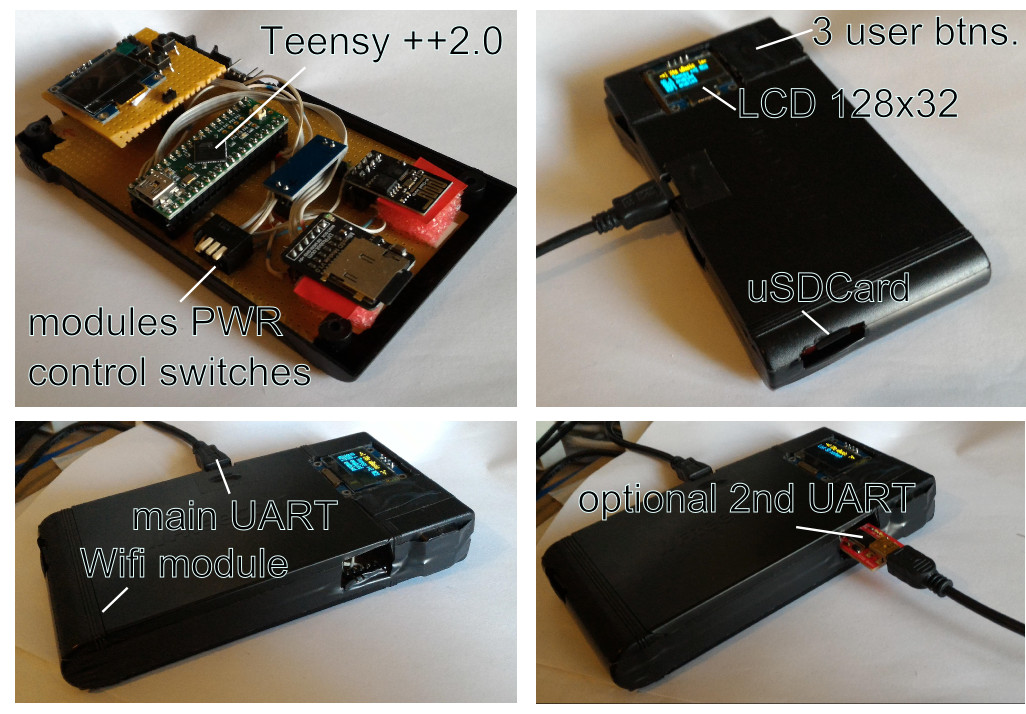 Teensy ++2.0
modules PWR
control switches
3 user btns.
LCD 128x32
uSDCard
main UART
Wifi module
optional 2nd UART